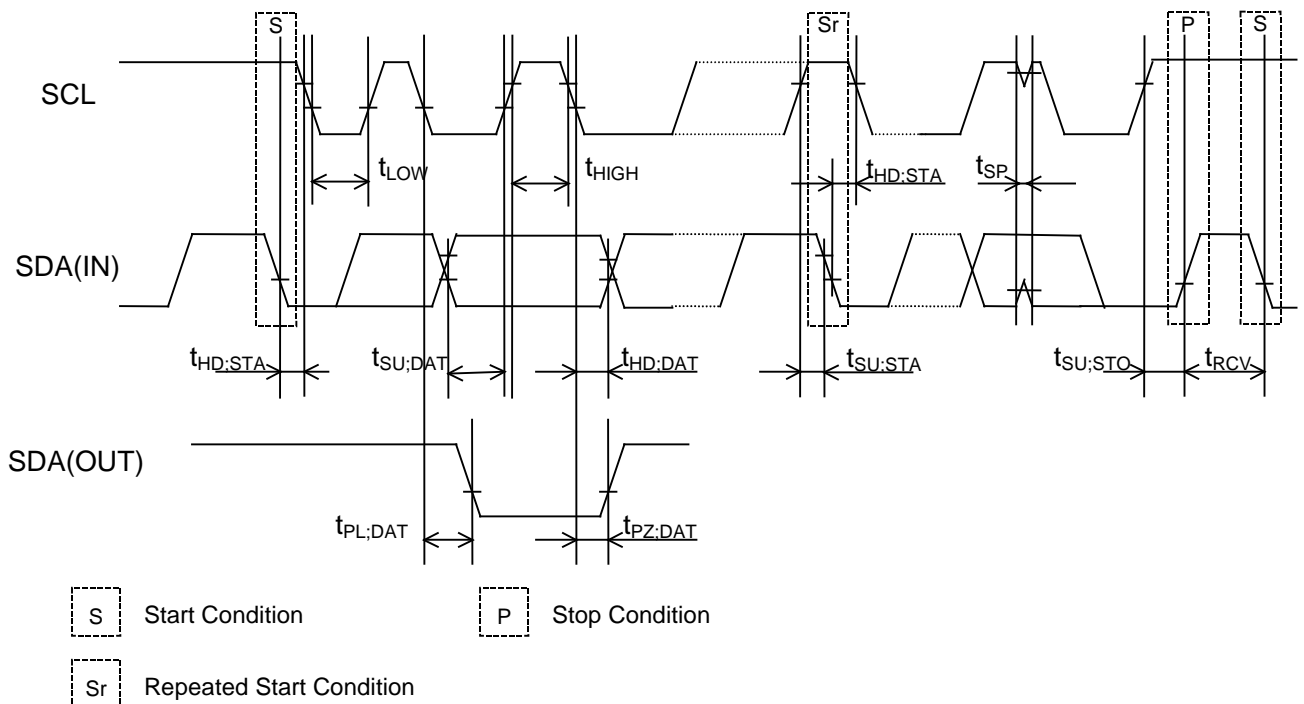 S Sr P S
SCL
tLOW tHIGH tHD;STA tSP
SDA(IN)
tHD;STA tSU;DAT tHD;DAT tSU;STA tSU;STO tRCV
SDA(OUT)
tPL;DAT tPZ;DAT
S Start Condition P Stop Condition
Sr Repeated Start Condition